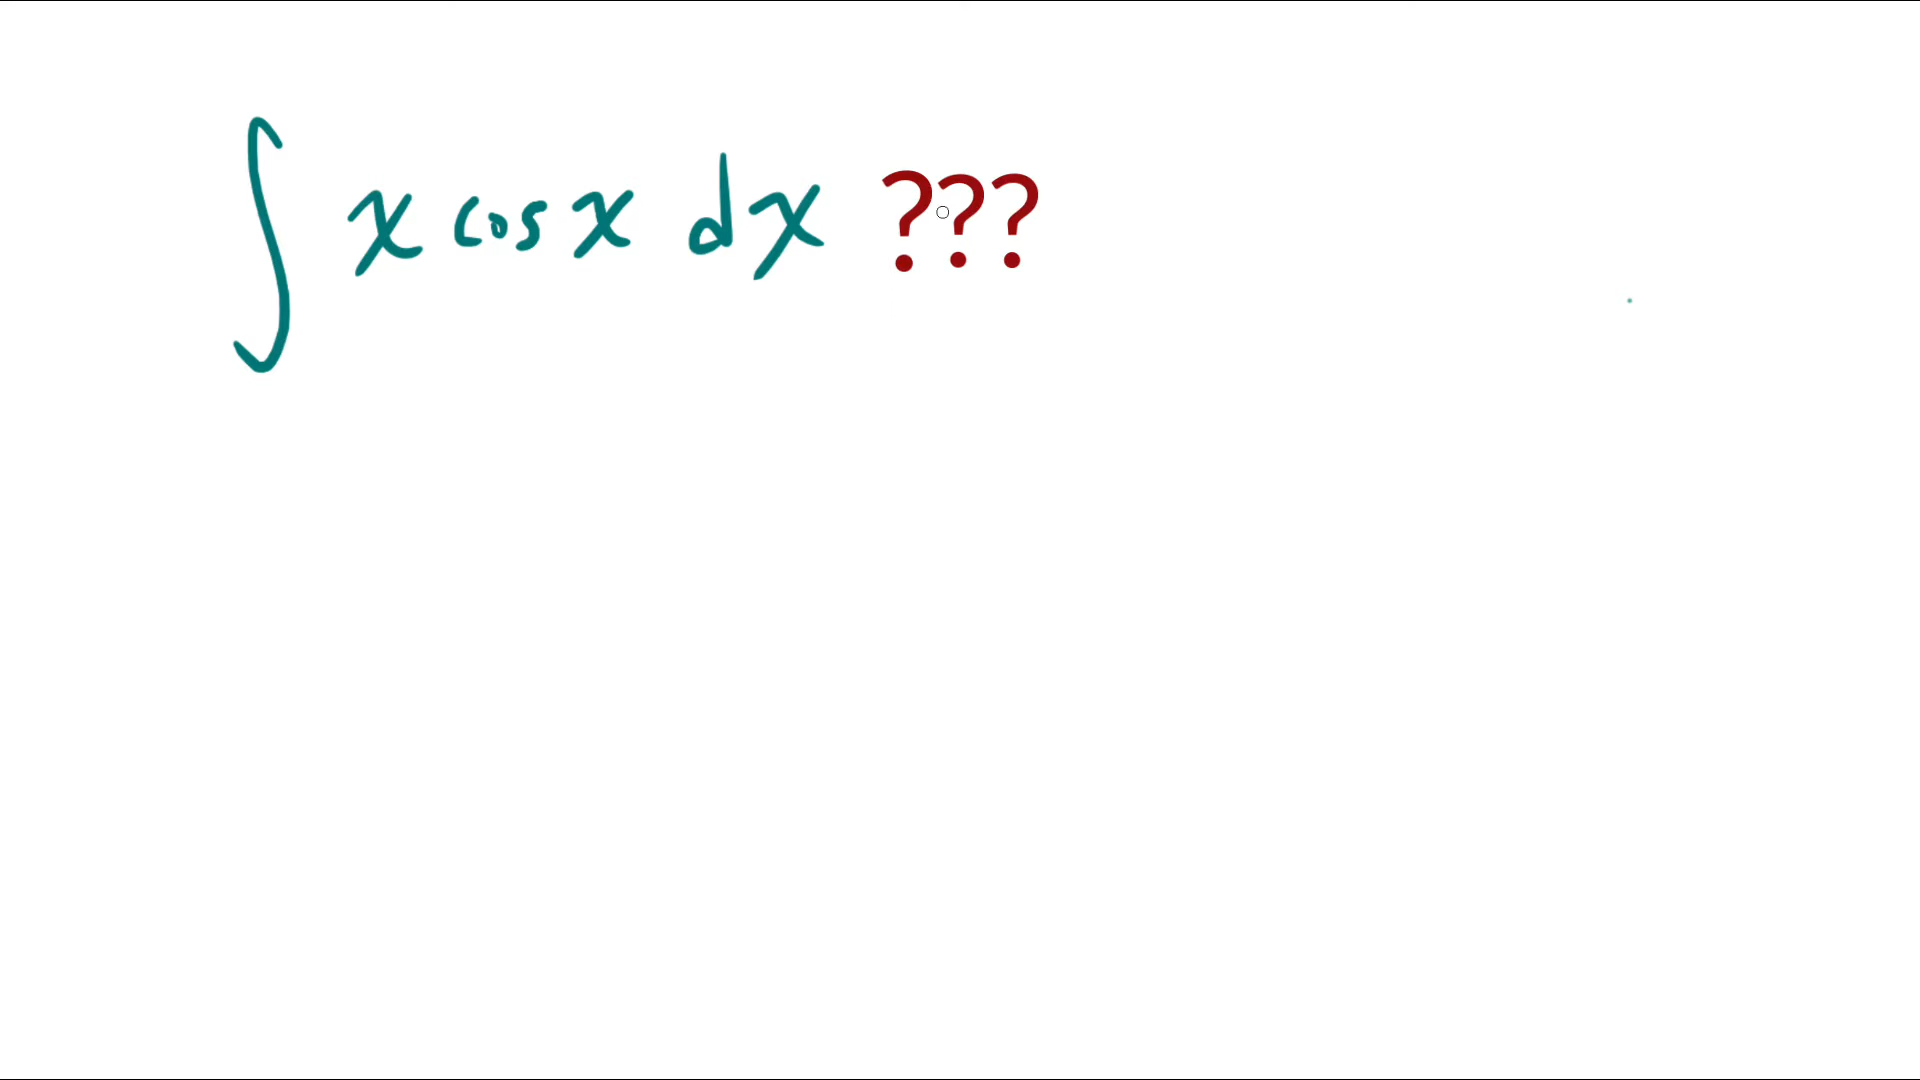 ∫ x cos x dx ???